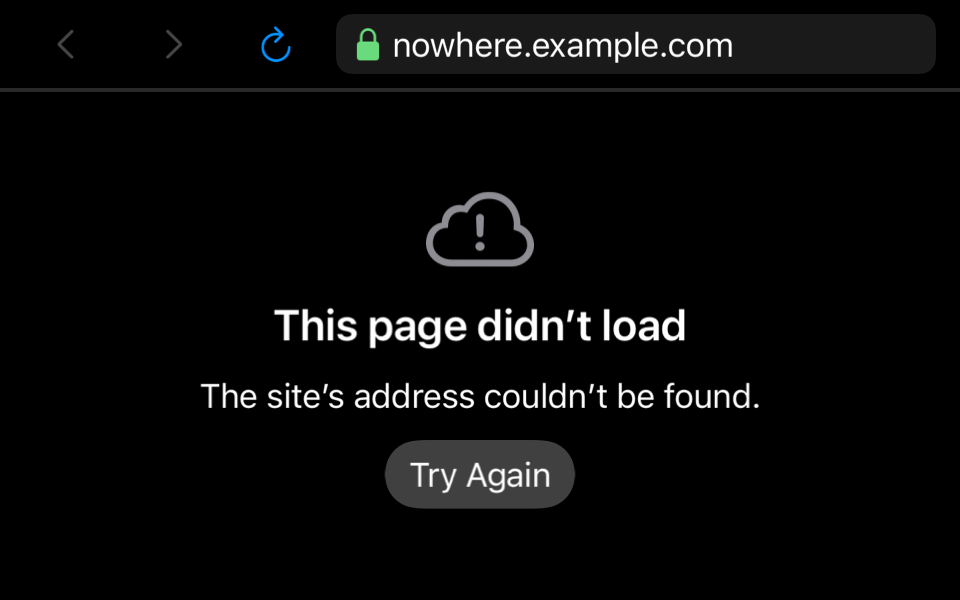 nowhere.example.com
This page didn’t load
The site’s address couldn’t be found.
Try Again